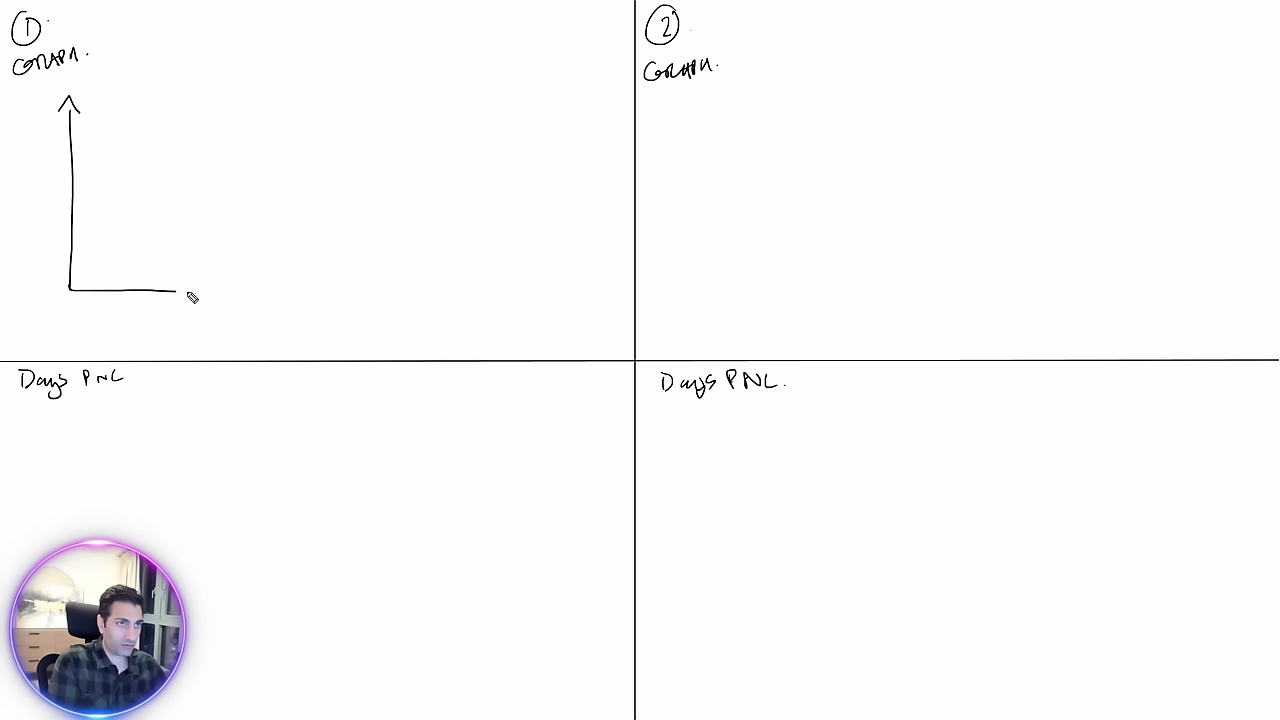 1
GRAPH.
2
GRAPH.
Days PNL
Days PNL.